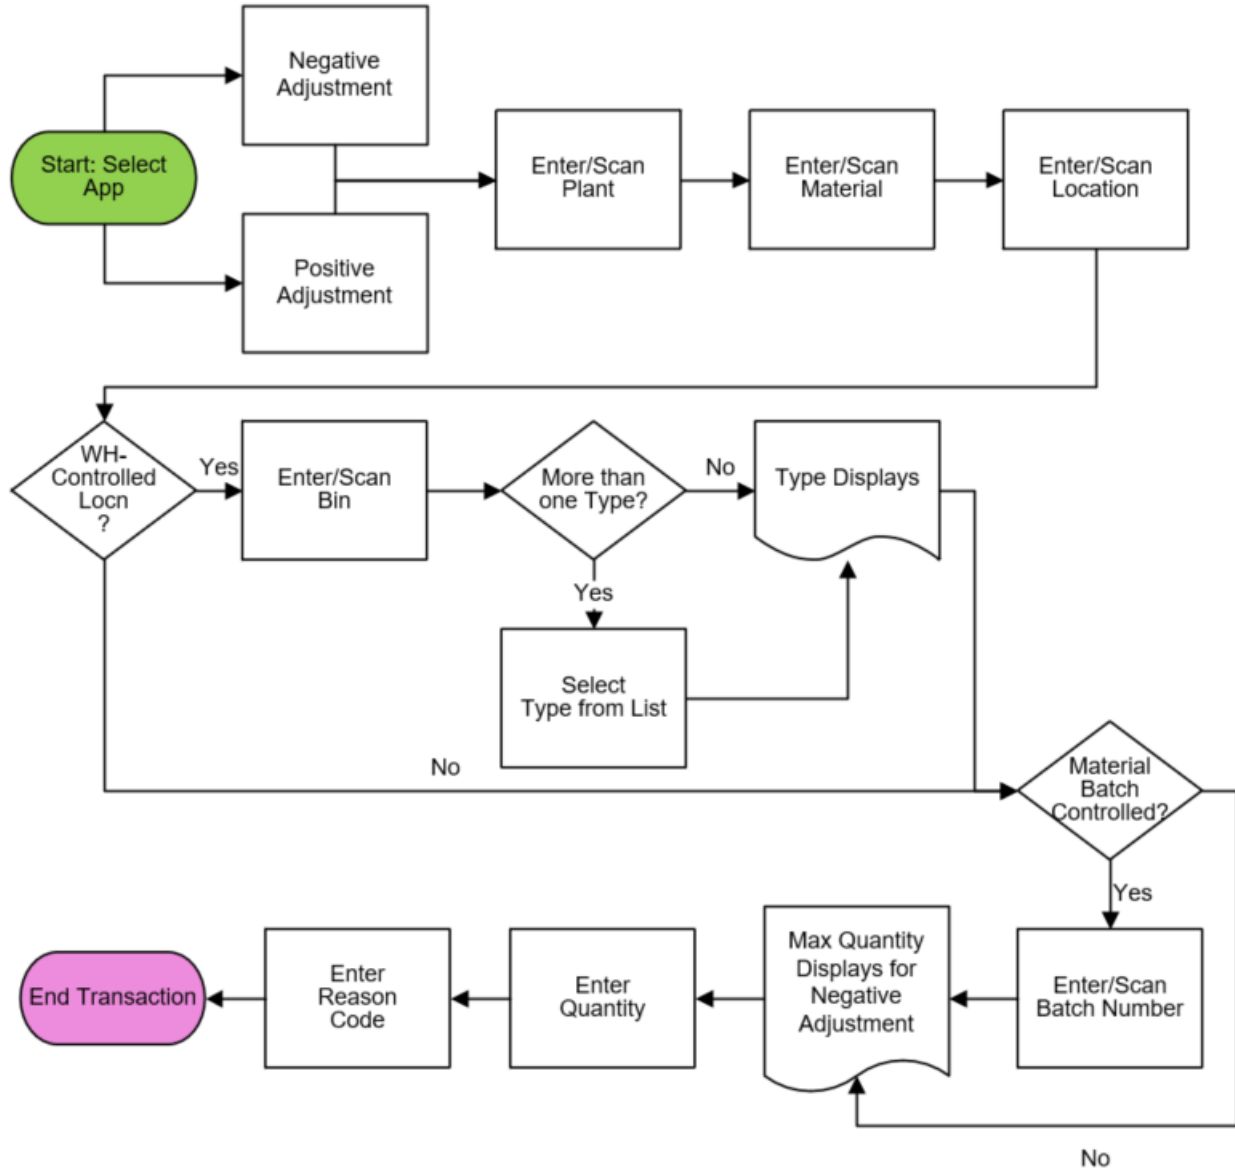 Negative
Adjustment
Start: Select
App
Enter/Scan
Plant
Enter/Scan
Material
Enter/Scan
Location
Positive
Adjustment
WH-
Controlled
Locn
?
Yes
Enter/Scan
Bin
More than
one Type?
No
Type Displays
Yes
Select
Type from List
No
Material
Batch
Controlled?
Yes
Enter/Scan
Batch Number
Max Quantity
Displays for
Negative
Adjustment
Enter
Quantity
Enter
Reason
Code
End Transaction
No